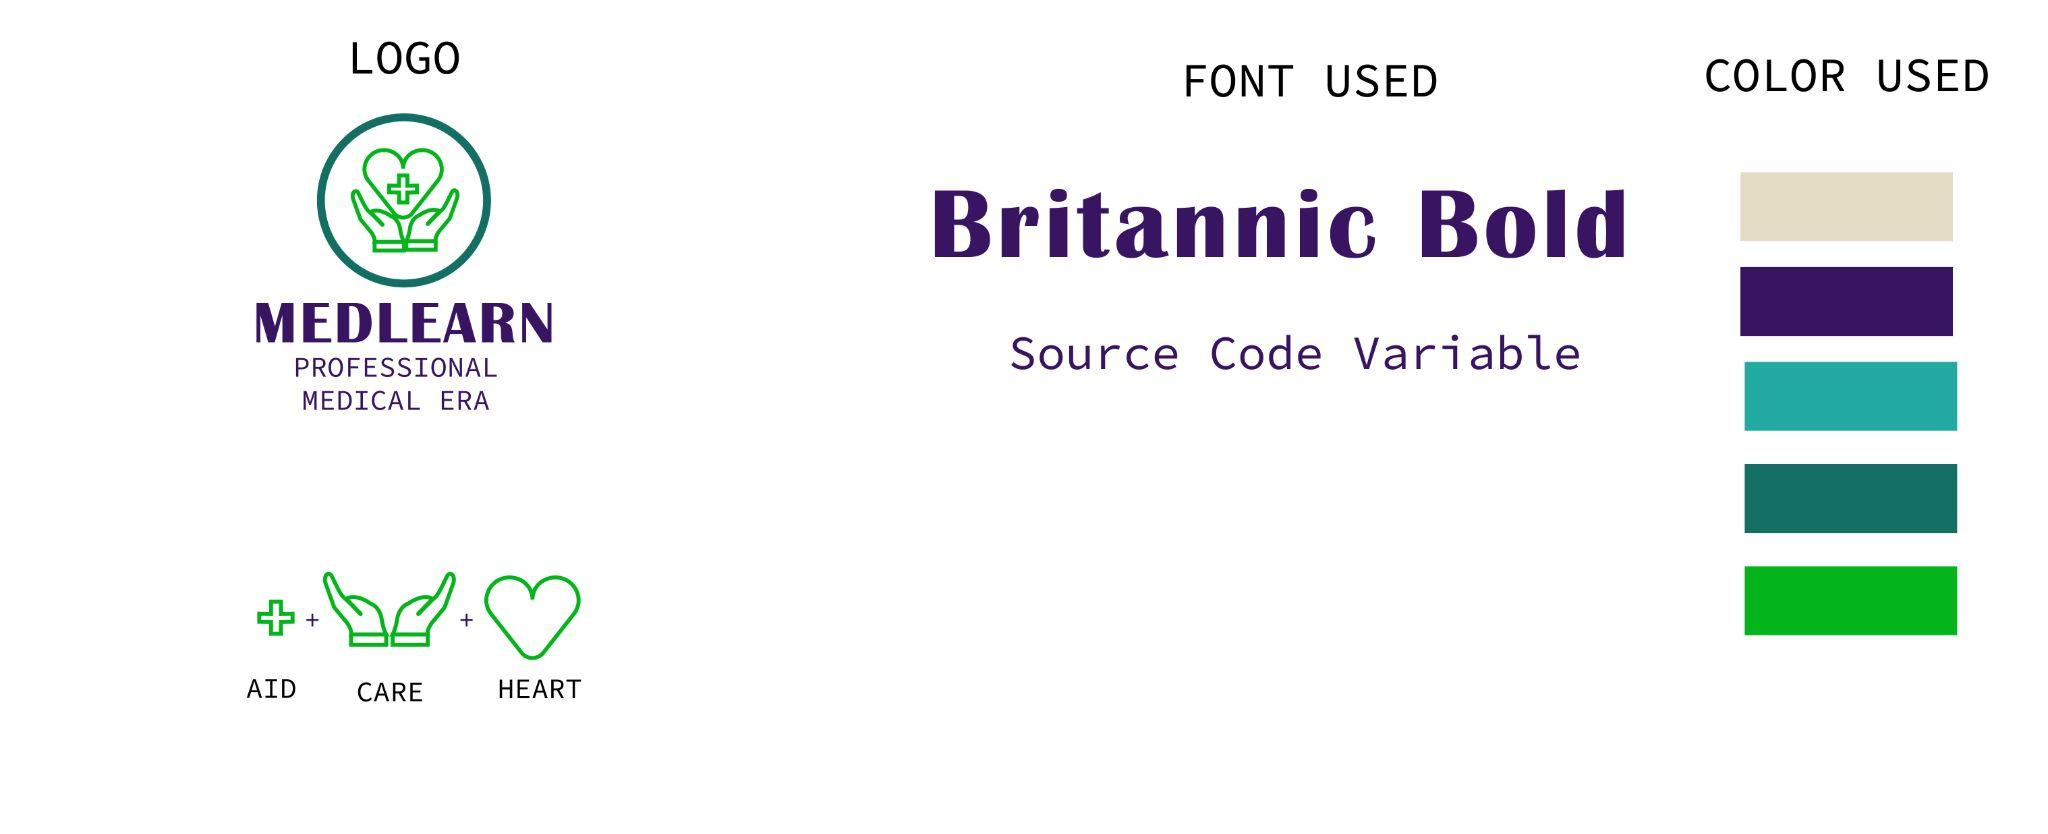 LOGO
MEDLEARN
PROFESSIONAL
MEDICAL ERA
+ +
AID CARE HEART
FONT USED
Britannic Bold
Source Code Variable
COLOR USED